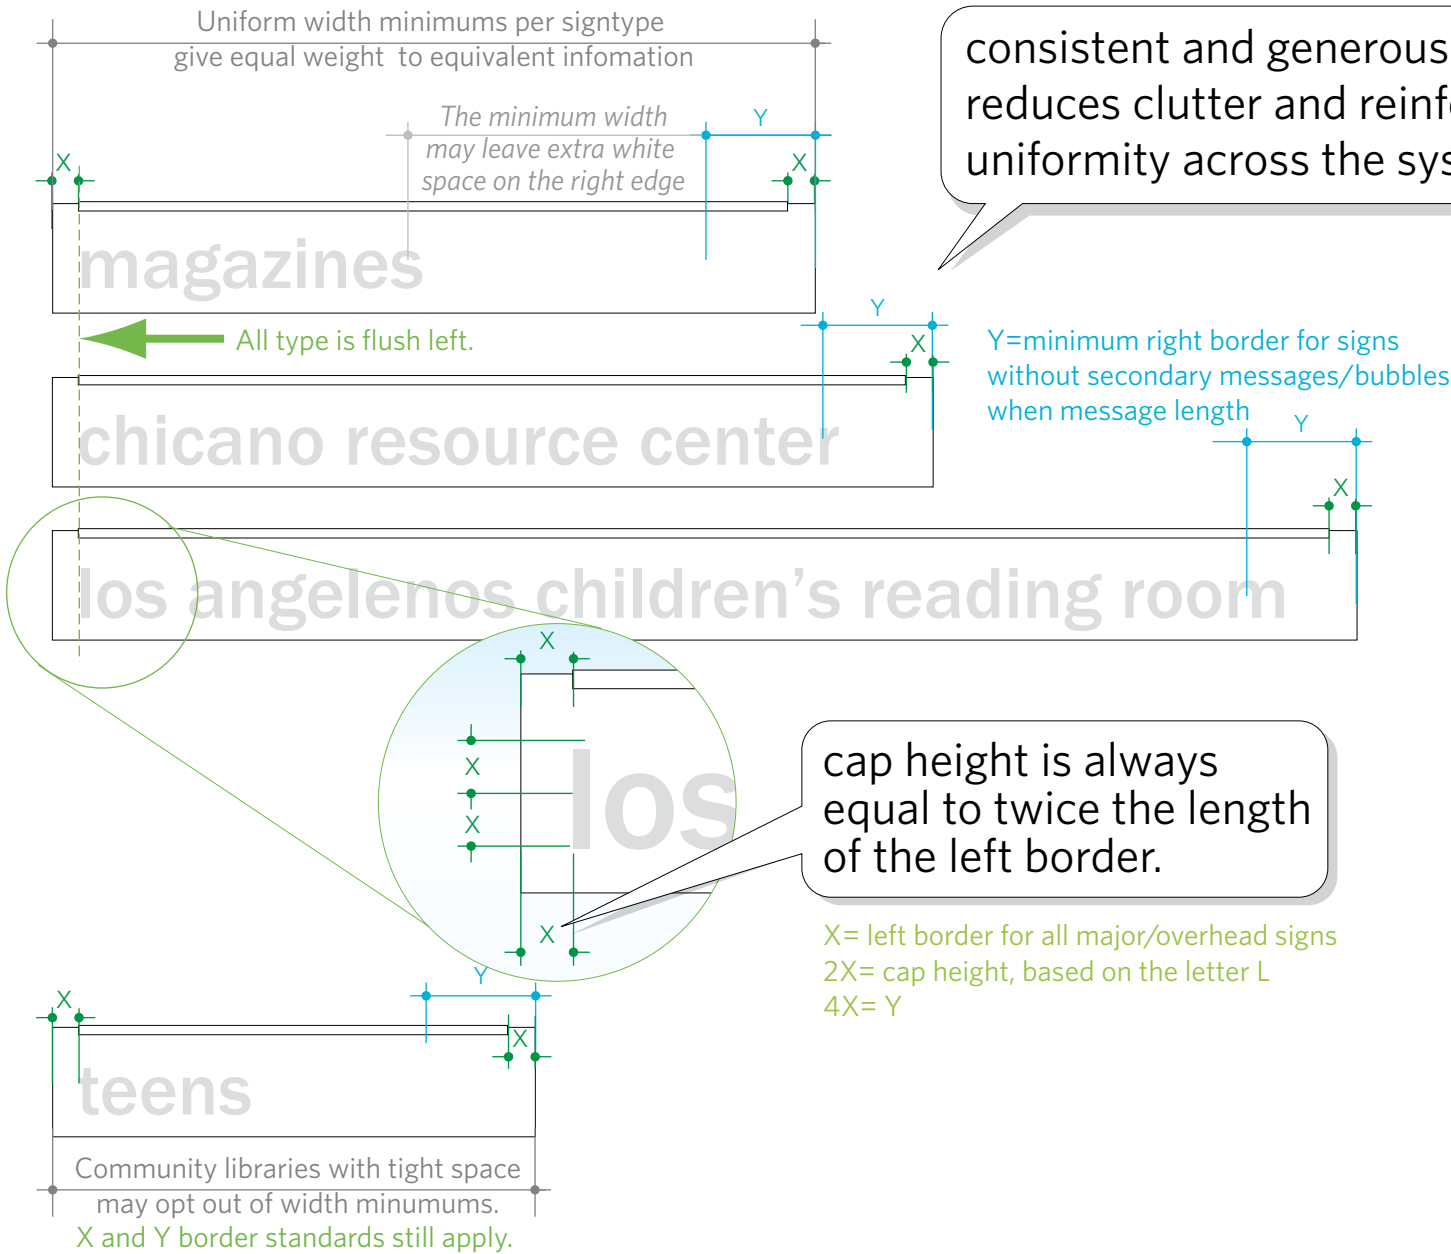 Uniform width minimums per signtype
give equal weight to equivalent infomation
consistent and generous
reduces clutter and
uniformity across the
The minimum width
may leave extra white
space on the right edge
Y
X
X
magazines
All type is flush left.
Y
X
Y=minimum right border for signs
without secondary messages/bubbles
when message length
chicano resource center
Y
X
los angelenos children’s reading room
X
X
X
los
X
cap height is always
equal to twice the length
of the left border.
X= left border for all major/overhead signs
2X= cap height, based on the letter L
4X= Y
Y
X
X
teens
Community libraries with tight space
may opt out of width minumums.
X and Y border standards still apply.